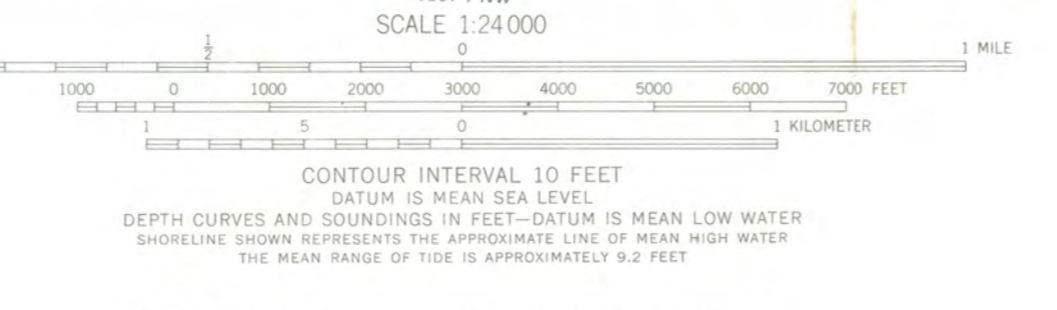 SCALE 1:24 000
1/2 0 1 MILE
1000 0 1000 2000 3000 4000 5000 6000 7000 FEET
1 5 0 1 KILOMETER
CONTOUR INTERVAL 10 FEET
DATUM IS MEAN SEA LEVEL
DEPTH CURVES AND SOUNDINGS IN FEET—DATUM IS MEAN LOW WATER
SHORELINE SHOWN REPRESENTS THE APPROXIMATE LINE OF MEAN HIGH WATER
THE MEAN RANGE OF TIDE IS APPROXIMATELY 9.2 FEET